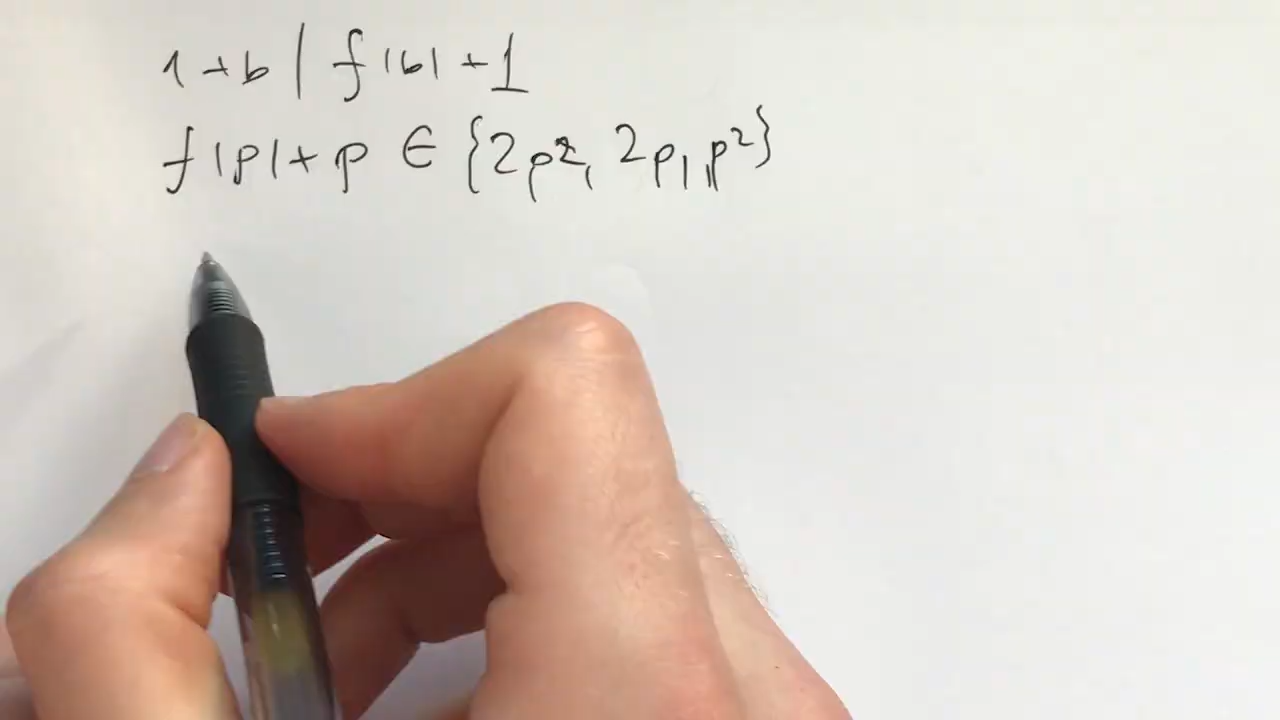 1+b | f(b)+1
f(p)+p ∈ {2p², 2p, p²}